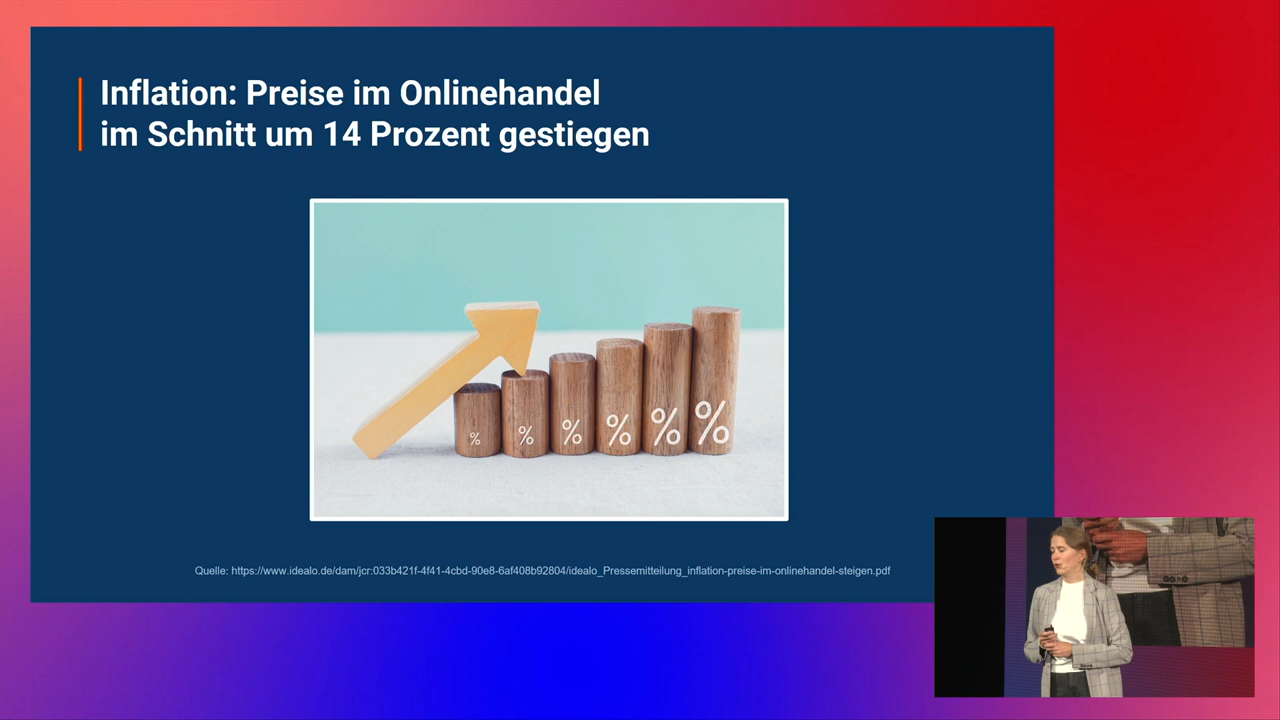 Inflation: Preise im Onlinehandel
im Schnitt um 14 Prozent gestiegen
% % % % % %
Quelle: https://www.idealo.de/dam/jcr:033b421f-4f41-4cbd-90e8-6af408b92804/idealo_Pressemitteilung_inflation-preise-im-onlinehandel-steigen.pdf